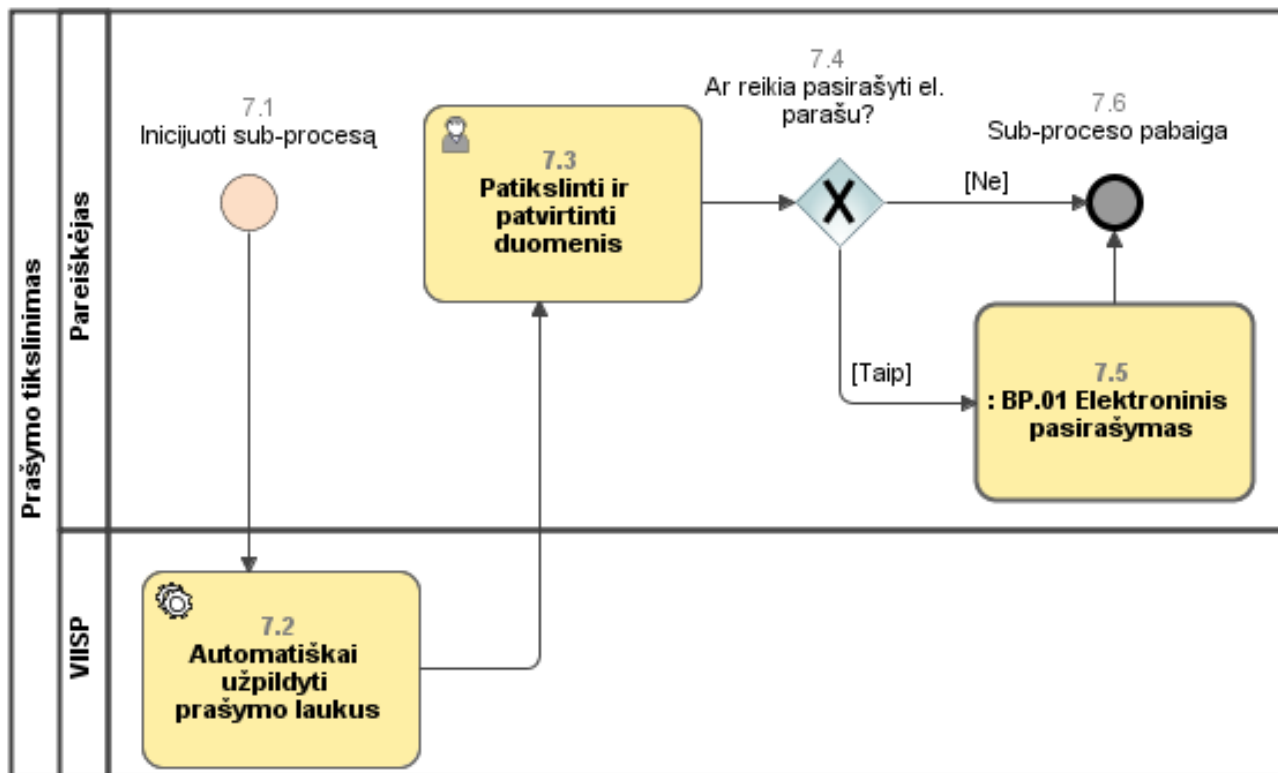 Prašymo tikslinimas
Pareiškėjas
7.1
Inicijuoti sub-procesą
7.3
Patikslinti ir
patvirtinti
duomenis
7.4
Ar reikia pasirašyti el.
parašu?
[Ne]
[Taip]
7.6
Sub-proceso pabaiga
7.5
: BP.01 Elektroninis
pasirašymas
VIISP
7.2
Automatiškai
užpildyti
prašymo laukus